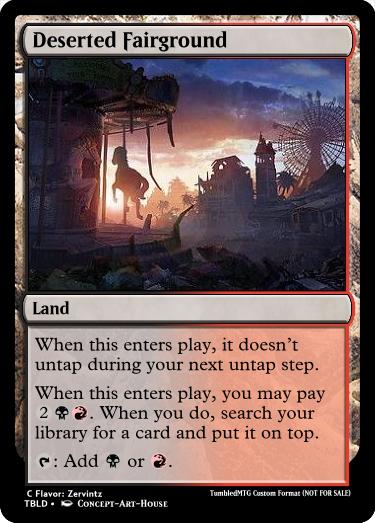 Deserted Fairground
Land
When this enters play, it doesn't
untap during your next untap step.
When this enters play, you may pay
2 . When you do, search your
library for a card and put it on top.
: Add or .
C Flavor: Zervintz
TumbledMTG Custom Format (NOT FOR SALE)
TBLD • Concept-Art-House